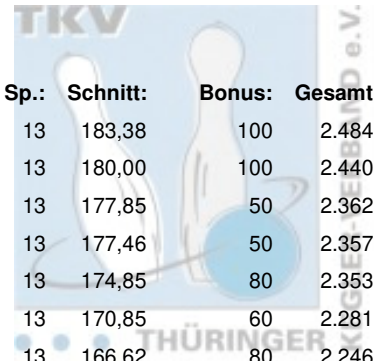 TKV
Sp.: Schnitt: Bonus: Gesamt
13 183,38 100 2.484
13 180,00 100 2.440
13 177,85 50 2.362
13 177,46 50 2.357
13 174,85 80 2.353
13 170,85 60 2.281
13 166,62 80 2.246
THÜRINGER
KEGLER-VERBAND e.V.